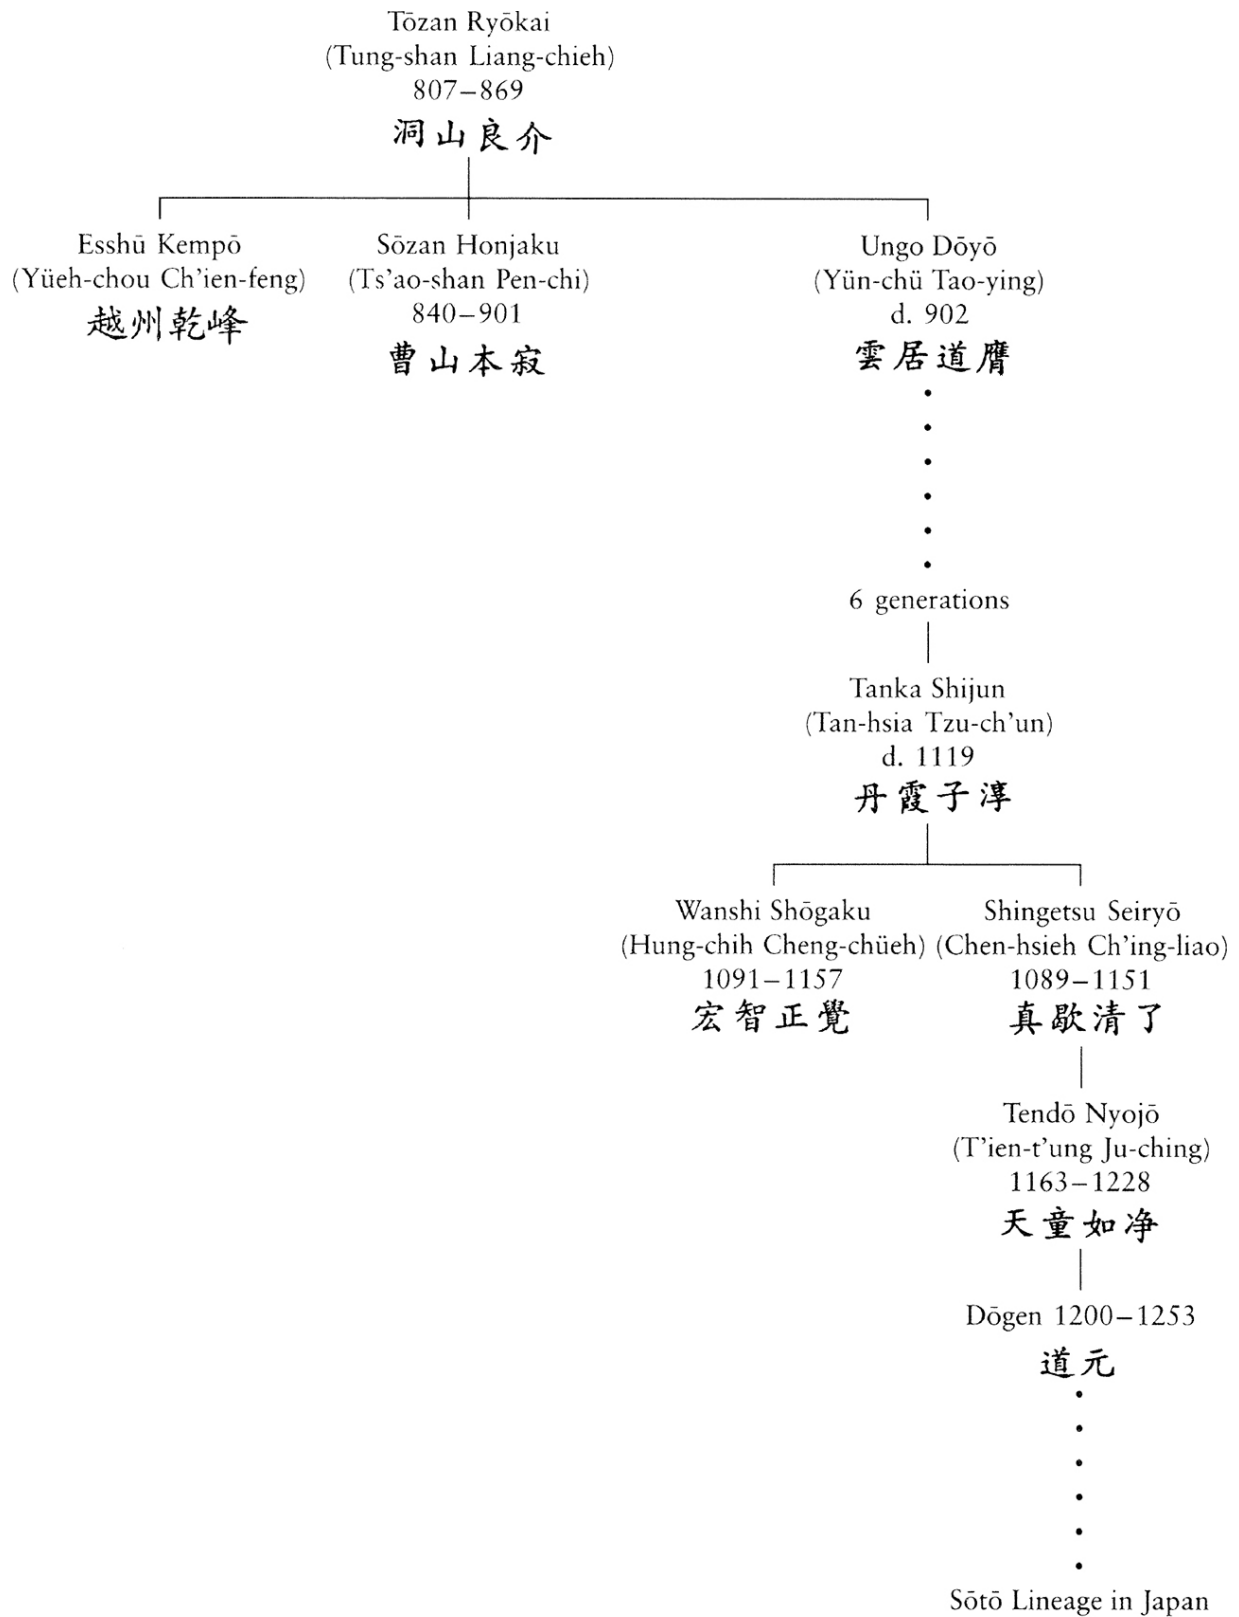 Tōzan Ryōkai
(Tung-shan Liang-chieh)
807–869
洞山良介
Esshū Kempō
(Yüeh-chou Ch'ien-feng)
越州乾峰
Sōzan Honjaku
(Ts'ao-shan Pen-chi)
840–901
曹山本寂
Ungo Dōyō
(Yün-chü Tao-ying)
d. 902
雲居道膺
6 generations
Tanka Shijun
(Tan-hsia Tzu-ch'un)
d. 1119
丹霞子淳
Wanshi Shōgaku
(Hung-chih Cheng-chüeh)
1091–1157
宏智正覺
Shingetsu Seiryō
(Chen-hsieh Ch'ing-liao)
1089–1151
真歇清了
Tendō Nyojō
(T'ien-t'ung Ju-ching)
1163–1228
天童如净
Dōgen 1200–1253
道元
Sōtō Lineage in Japan